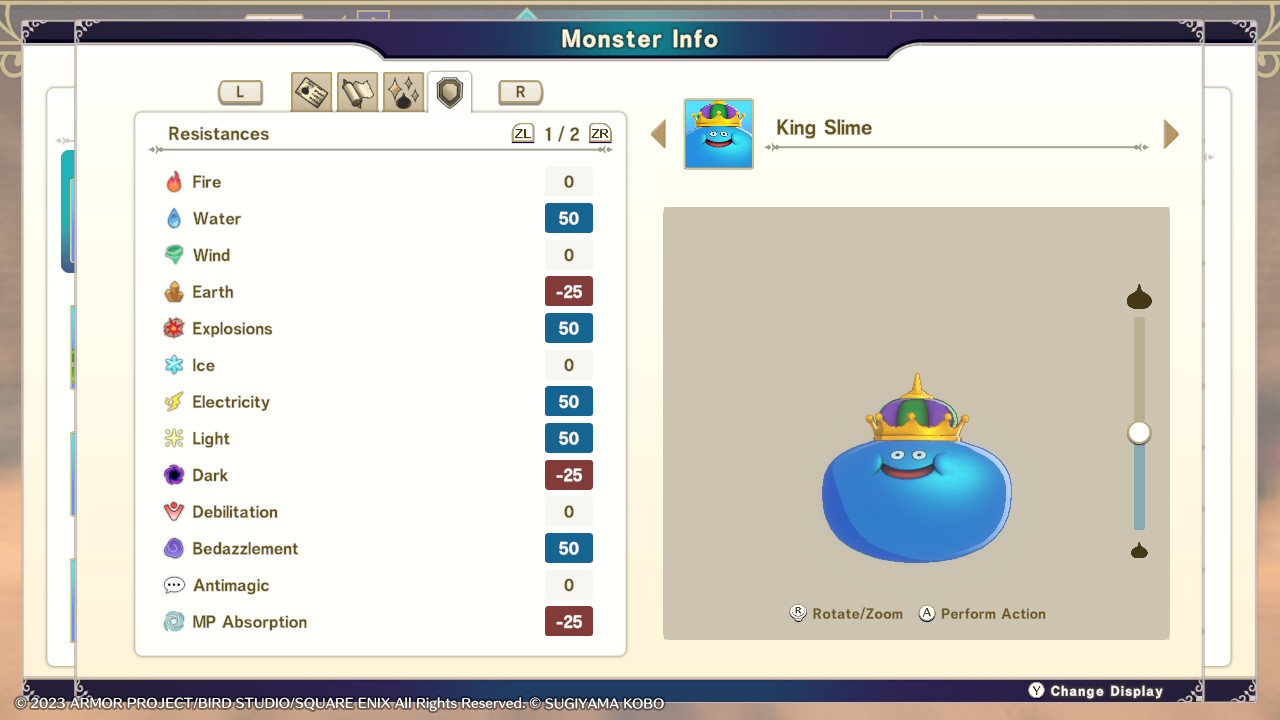 Monster Info
L
R
Resistances
ZL 1 / 2 ZR
Fire 0
Water 50
Wind 0
Earth -25
Explosions 50
Ice 0
Electricity 50
Light 50
Dark -25
Debilitation 0
Bedazzlement 50
Antimagic 0
MP Absorption -25
King Slime
R Rotate/Zoom A Perform Action
Y Change Display
© 2023 ARMOR PROJECT/BIRD STUDIO/SQUARE ENIX All Rights Reserved. © SUGIYAMA KOBO